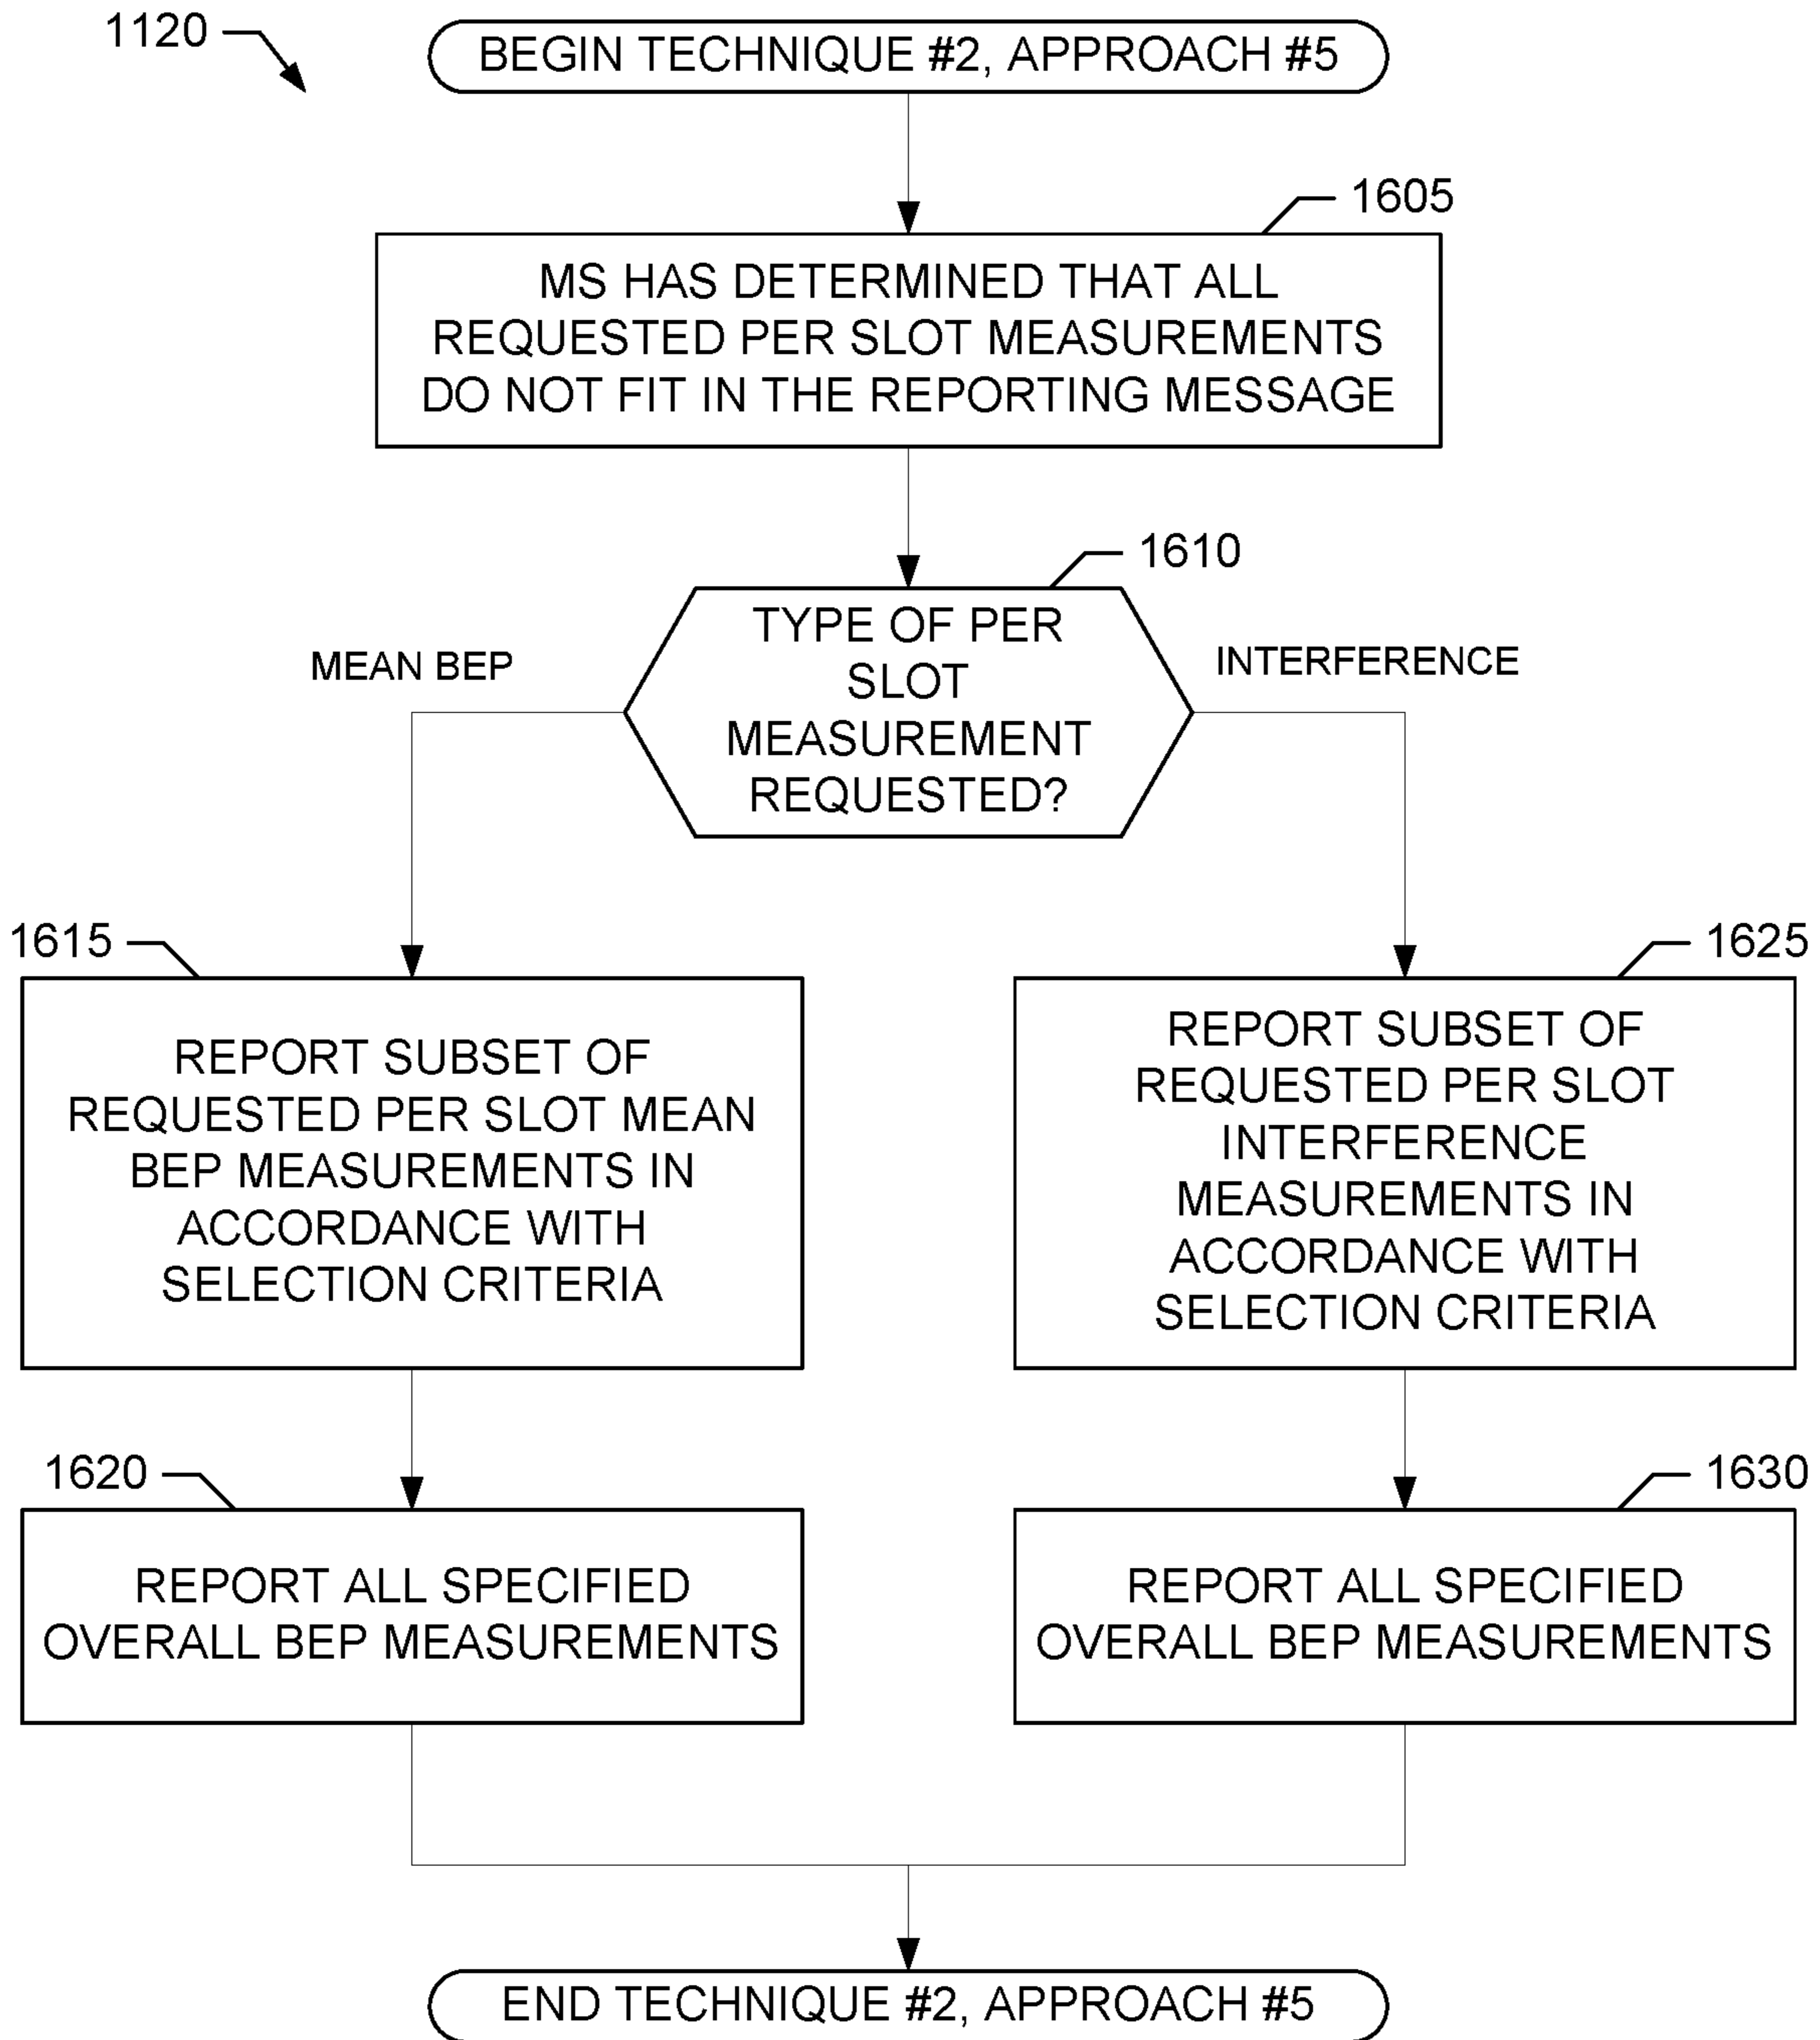 1120
BEGIN TECHNIQUE #2, APPROACH #5
1605
MS HAS DETERMINED THAT ALL
REQUESTED PER SLOT MEASUREMENTS
DO NOT FIT IN THE REPORTING MESSAGE
1610
TYPE OF PER
SLOT
MEASUREMENT
REQUESTED?
MEAN BEP
INTERFERENCE
1615
REPORT SUBSET OF
REQUESTED PER SLOT MEAN
BEP MEASUREMENTS IN
ACCORDANCE WITH
SELECTION CRITERIA
1625
REPORT SUBSET OF
REQUESTED PER SLOT
INTERFERENCE
MEASUREMENTS IN
ACCORDANCE WITH
SELECTION CRITERIA
1620
REPORT ALL SPECIFIED
OVERALL BEP MEASUREMENTS
1630
REPORT ALL SPECIFIED
OVERALL BEP MEASUREMENTS
END TECHNIQUE #2, APPROACH #5